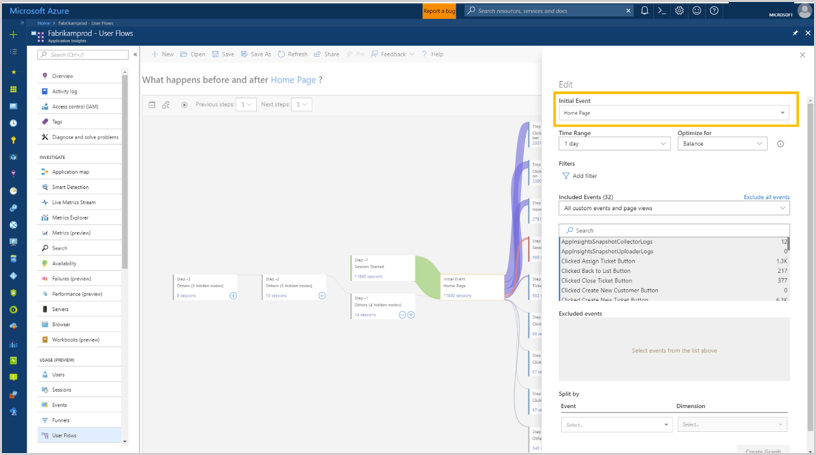 Microsoft Azure
Report a bug
Search resources, services and docs
MICROSOFT
Home > Fabrikamprod - User Flows
Fabrikamprod - User Flows
Application Insights
Search (Ctrl+/)
Overview
Activity log
Access control (IAM)
Tags
Diagnose and solve problems
INVESTIGATE
Application map
Smart Detection
Live Metrics Stream
Metrics Explorer
Metrics (preview)
Search
Availability
Failures (preview)
Performance (preview)
Servers
Browser
Workbooks (preview)
USAGE (PREVIEW)
Users
Sessions
Events
Funnels
User Flows
New
Open
Save
Save As
Refresh
Share
Pin
Feedback
Help
What happens before and after Home Page ?
Previous steps: 3
Next steps: 3
Step -3
Others (3 hidden nodes)
8 sessions
Step -2
Others (5 hidden nodes)
13 sessions
Step -1
Session Started
11800 sessions
Step -1
Others (4 hidden nodes)
14 sessions
Initial Event
Home Page
11800 sessions
Edit
Initial Event
Home Page
Time Range
1 day
Optimize for
Balance
Filters
Add filter
Included Events (32)
Exclude all events
All custom events and page views
Search
AppInsightsSnapshotCollectorLogs 12
AppInsightsSnapshotUploaderLogs 0
Clicked Assign Ticket Button 1.3K
Clicked Back to List Button 217
Clicked Close Ticket Button 377
Clicked Create New Customer Button 0
Clicked Create New Ticket Button 6.3K
Excluded events
Select events from the list above
Split by
Event
Select...
Dimension
Select...
Create Graph